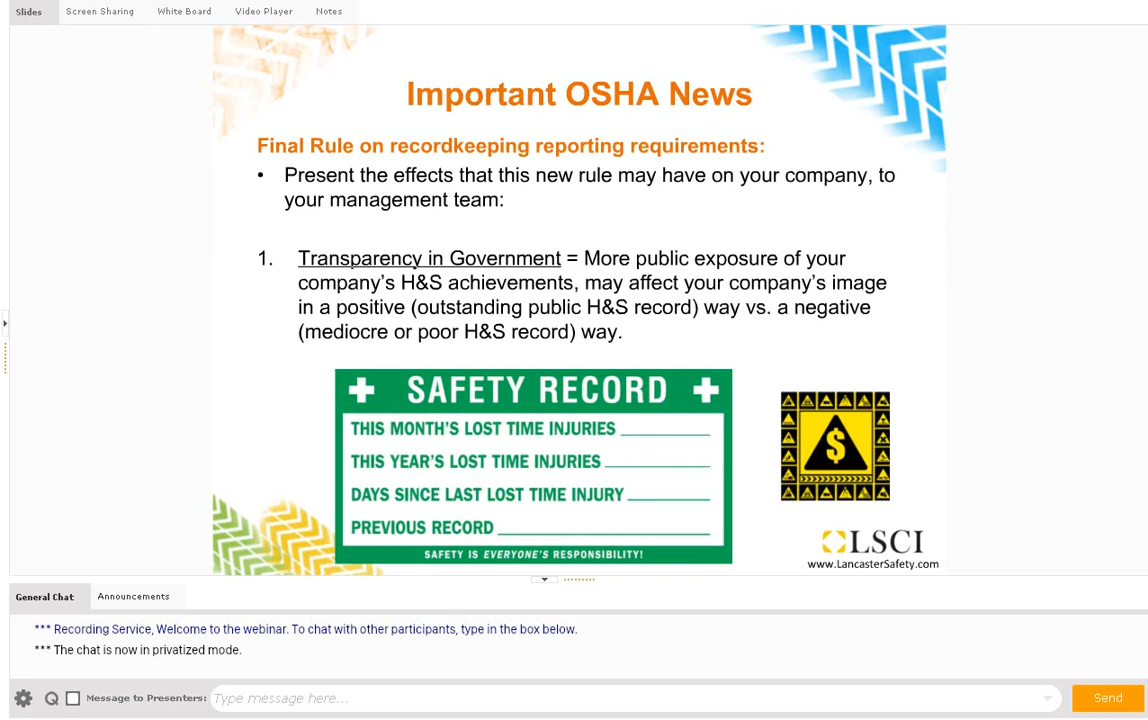 Slides Screen Sharing White Board Video Player Notes
Important OSHA News
Final Rule on recordkeeping reporting requirements:
• Present the effects that this new rule may have on your company, to
your management team:
1. Transparency in Government = More public exposure of your
company's H&S achievements, may affect your company's image
in a positive (outstanding public H&S record) way vs. a negative
(mediocre or poor H&S record) way.
SAFETY RECORD
THIS MONTH'S LOST TIME INJURIES
THIS YEAR'S LOST TIME INJURIES
DAYS SINCE LAST LOST TIME INJURY
PREVIOUS RECORD
SAFETY IS EVERYONE'S RESPONSIBILITY!
$
LSCI
www.LancasterSafety.com
General Chat Announcements
*** Recording Service, Welcome to the webinar. To chat with other participants, type in the box below.
*** The chat is now in privatized mode.
Message to Presenters: Type message here... Send